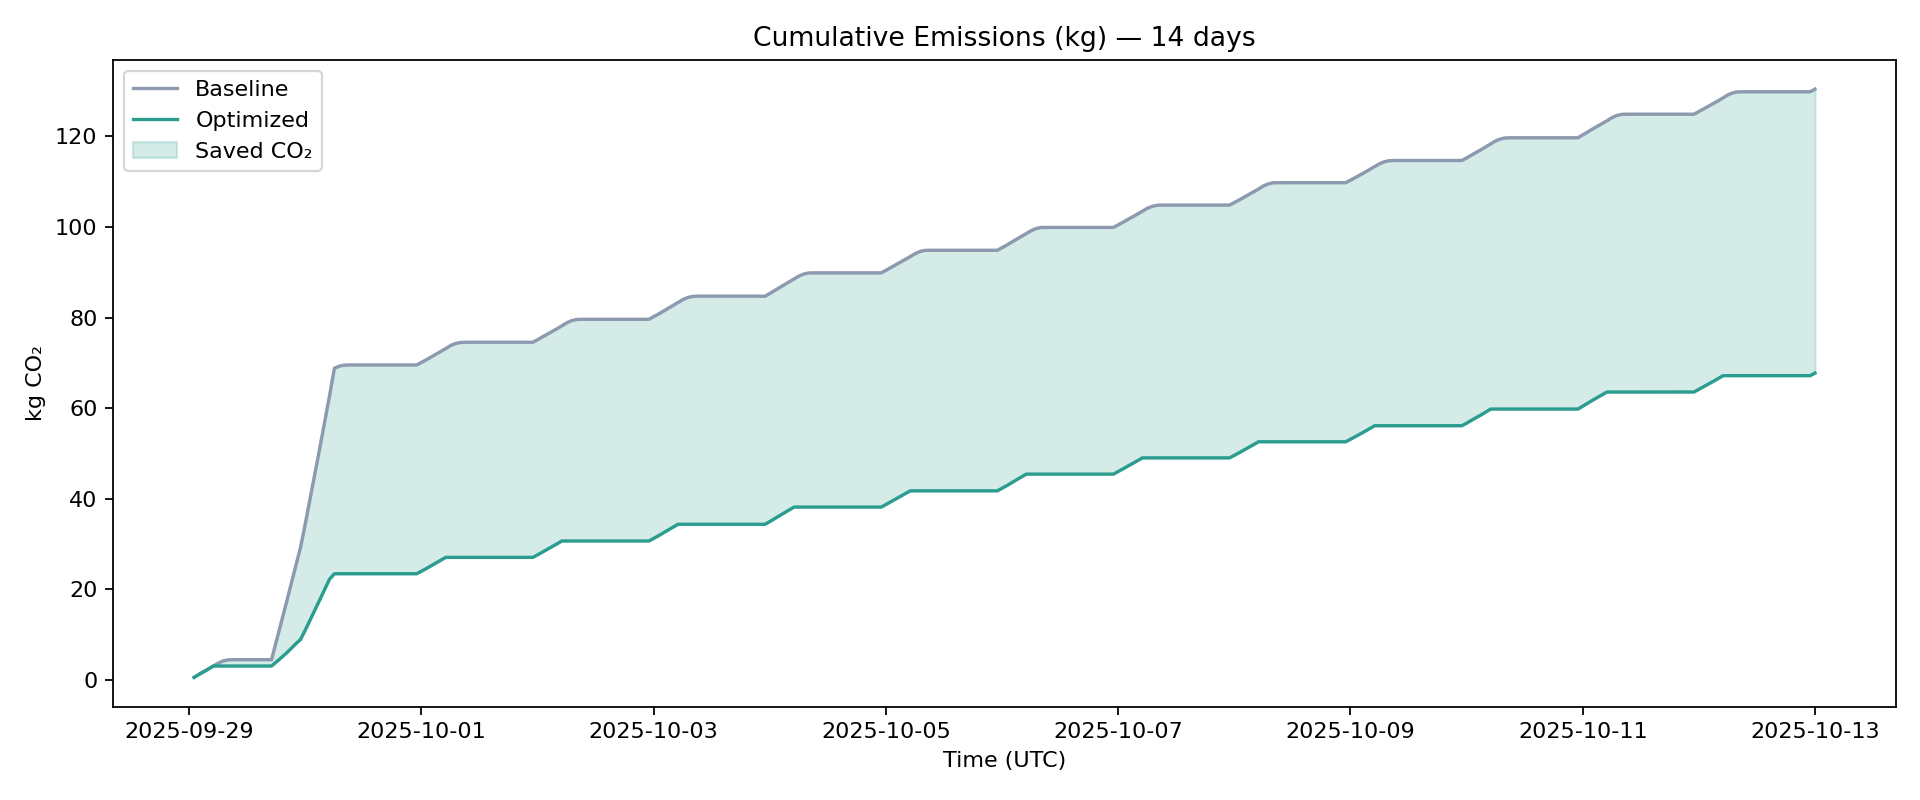 Cumulative Emissions (kg) — 14 days
Baseline
Optimized
Saved CO₂
120
100
80
60
40
20
0
kg CO₂
2025-09-29 2025-10-01 2025-10-03 2025-10-05 2025-10-07 2025-10-09 2025-10-11 2025-10-13
Time (UTC)